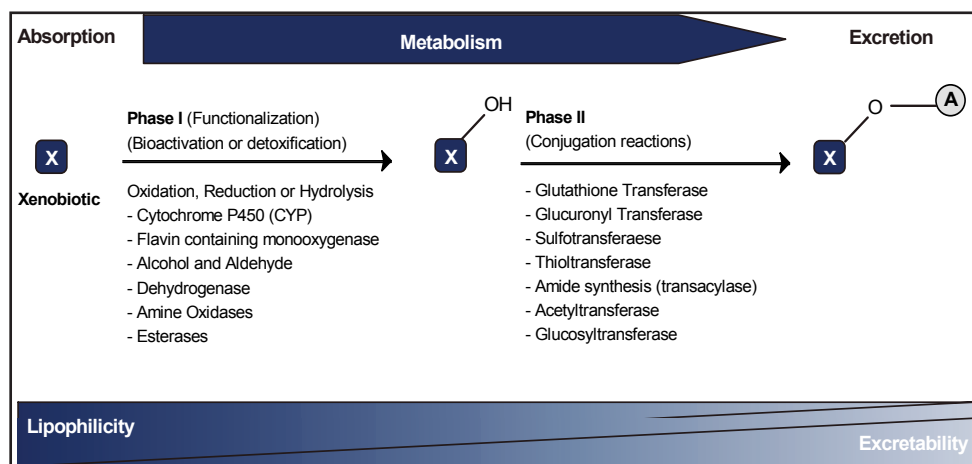 Absorption
Metabolism
Excretion
Phase I (Functionalization)
(Bioactivation or detoxification)
OH
Phase II
(Conjugation reactions)
O
A
X
X
X
Xenobiotic
Oxidation, Reduction or Hydrolysis
- Cytochrome P450 (CYP)
- Flavin containing monooxygenase
- Alcohol and Aldehyde
- Dehydrogenase
- Amine Oxidases
- Esterases
- Glutathione Transferase
- Glucuronyl Transferase
- Sulfotransferaese
- Thioltransferase
- Amide synthesis (transacylase)
- Acetyltransferase
- Glucosyltransferase
Lipophilicity
Excretability